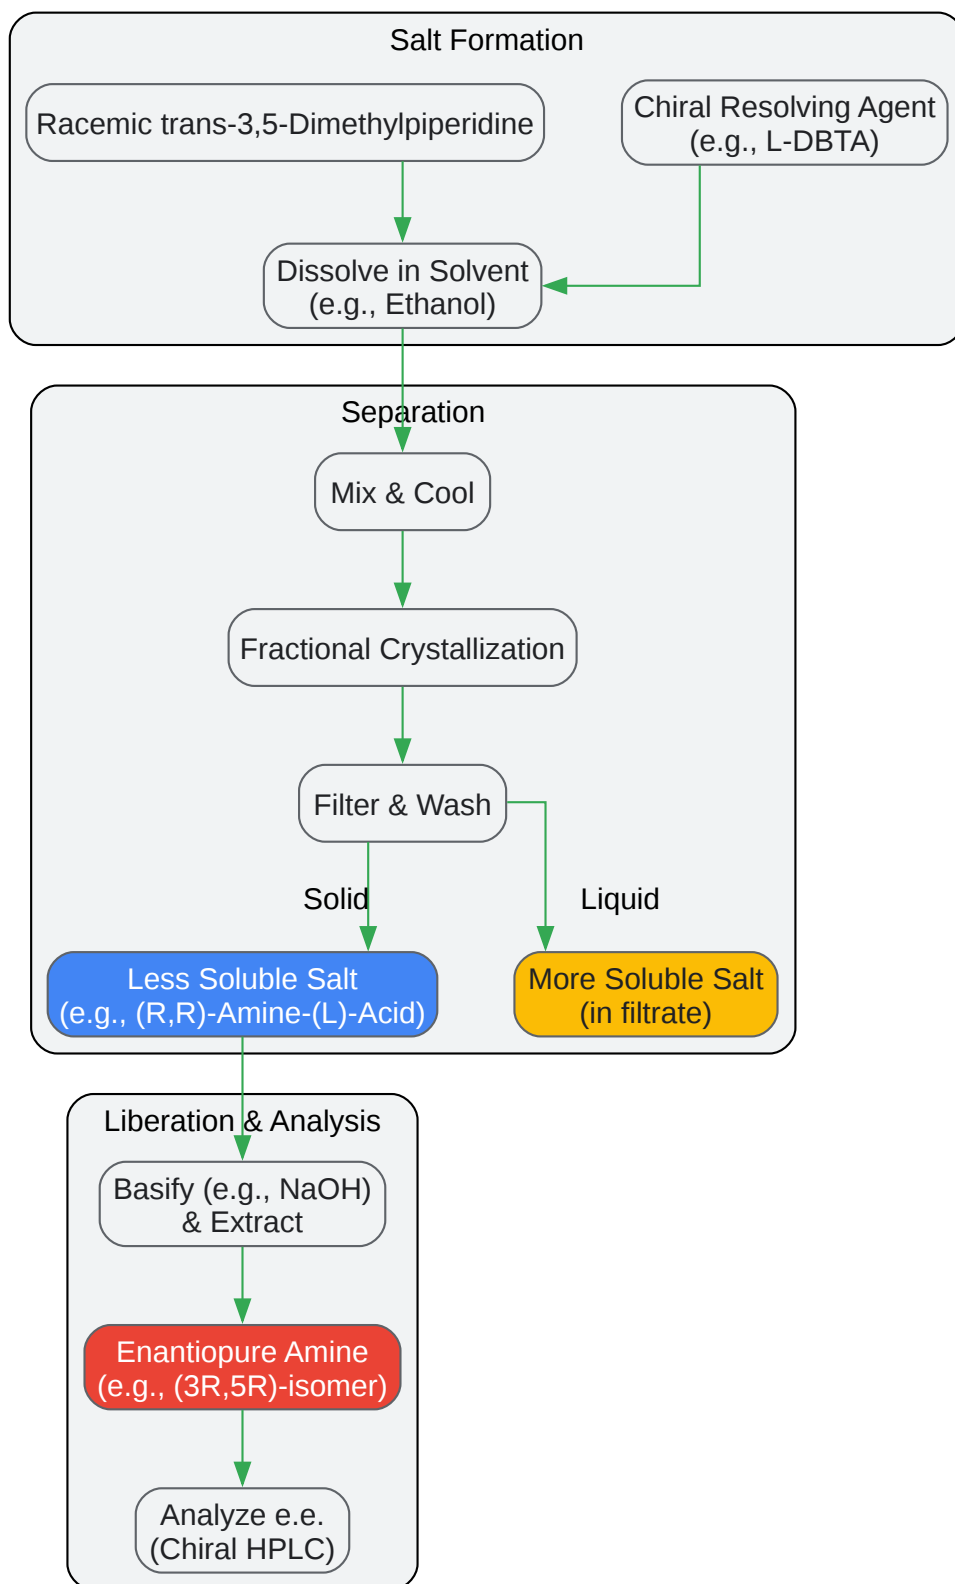 Salt Formation
Racemic trans-3,5-Dimethylpiperidine
Chiral Resolving Agent
(e.g., L-DBTA)
Dissolve in Solvent
(e.g., Ethanol)
Separation
Mix & Cool
Fractional Crystallization
Filter & Wash
Solid
Liquid
Less Soluble Salt
(e.g., (R,R)-Amine-(L)-Acid)
More Soluble Salt
(in filtrate)
Liberation & Analysis
Basify (e.g., NaOH)
& Extract
Enantiopure Amine
(e.g., (3R,5R)-isomer)
Analyze e.e.
(Chiral HPLC)